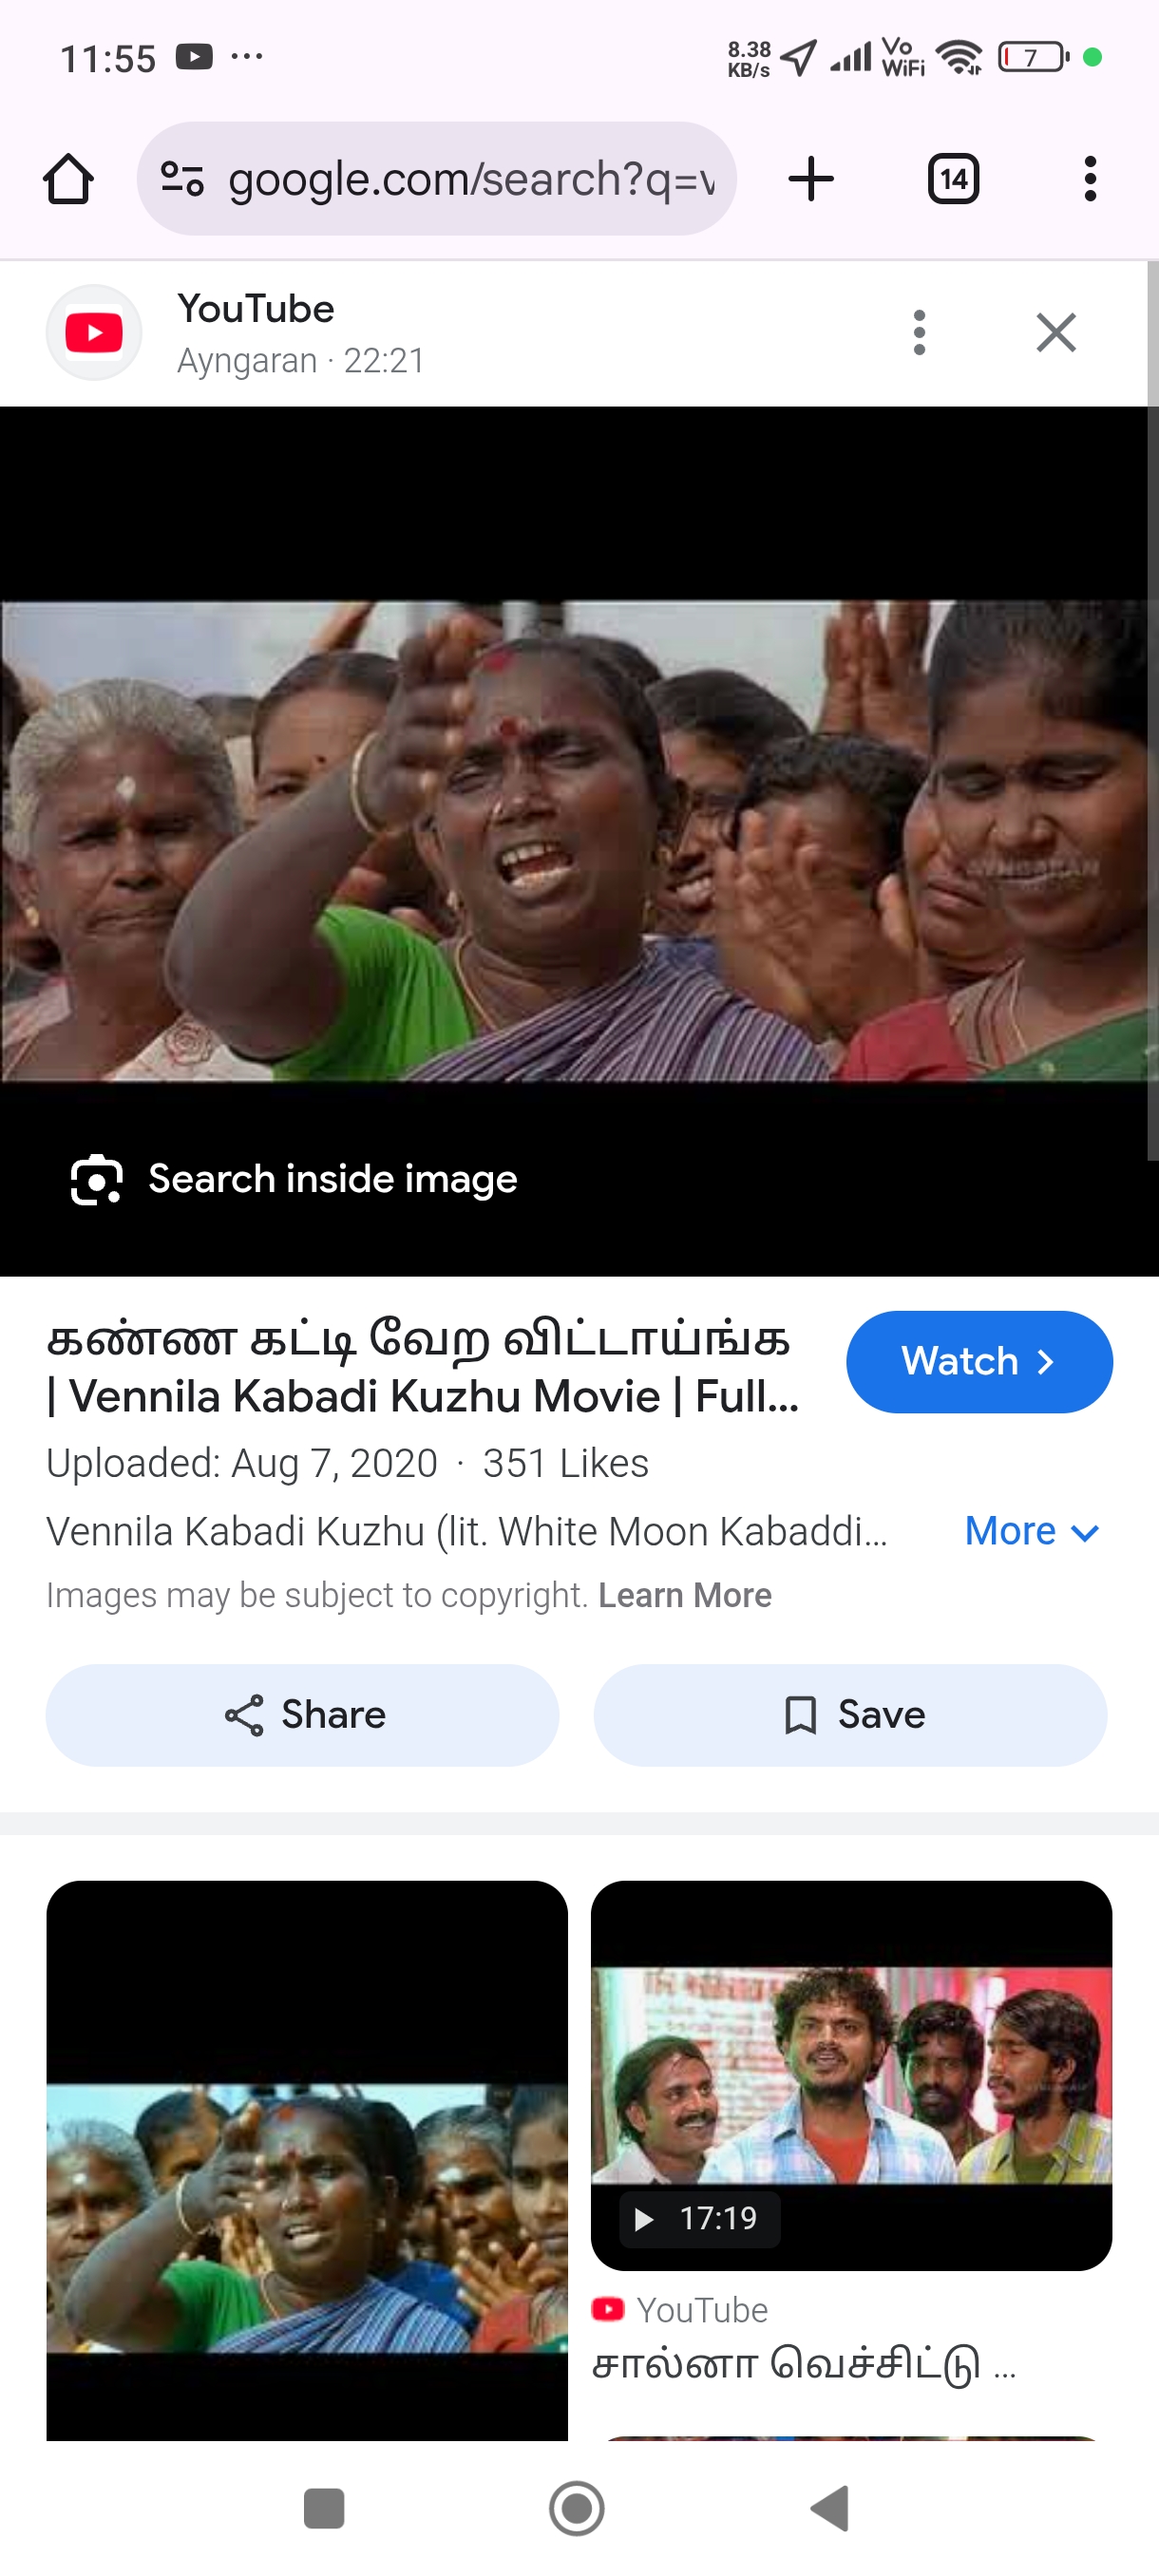 11:55
8.38
KB/s
Vo
WiFi
7
google.com/search?q=v
14
YouTube
Ayngaran · 22:21
AYNGARAN
Search inside image
கண்ண கட்டி வேற விட்டாய்ங்க
| Vennila Kabadi Kuzhu Movie | Full...
Watch
Uploaded: Aug 7, 2020 · 351 Likes
Vennila Kabadi Kuzhu (lit. White Moon Kabaddi...
More
Images may be subject to copyright. Learn More
Share
Save
17:19
YouTube
சால்னா வெச்சிட்டு ...